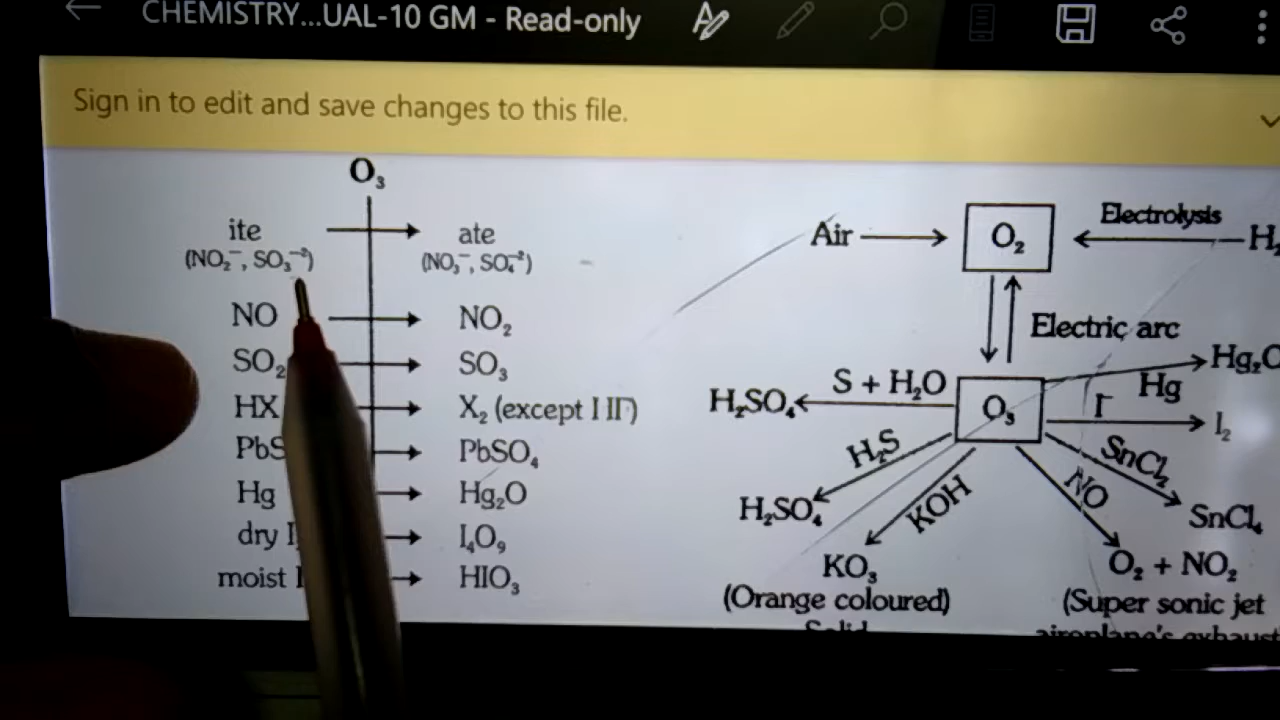 CHEMISTRY...UAL-10 GM - Read-only
Sign in to edit and save changes to this file.
O₃
ite → ate
(NO₂⁻, SO₃⁻²) (NO₃⁻, SO₄⁻²)
NO → NO₂
SO₂ → SO₃
HX → X₂ (except
PbS → PbSO₄
Hg → Hg₂O
dry → I₄O₉
moist → HIO₃
Air → O₂ ← Electrolysis
Electric arc
H₂SO₄ ← S + H₂O O₃ Hg
I⁻ → I₂
H₂S
H₂SO₄
KOH
KO₃
(Orange coloured)
Solid
SnCl₂
SnCl₄
NO
O₂ + NO₂
(Super sonic jet
airoplane's exhaust